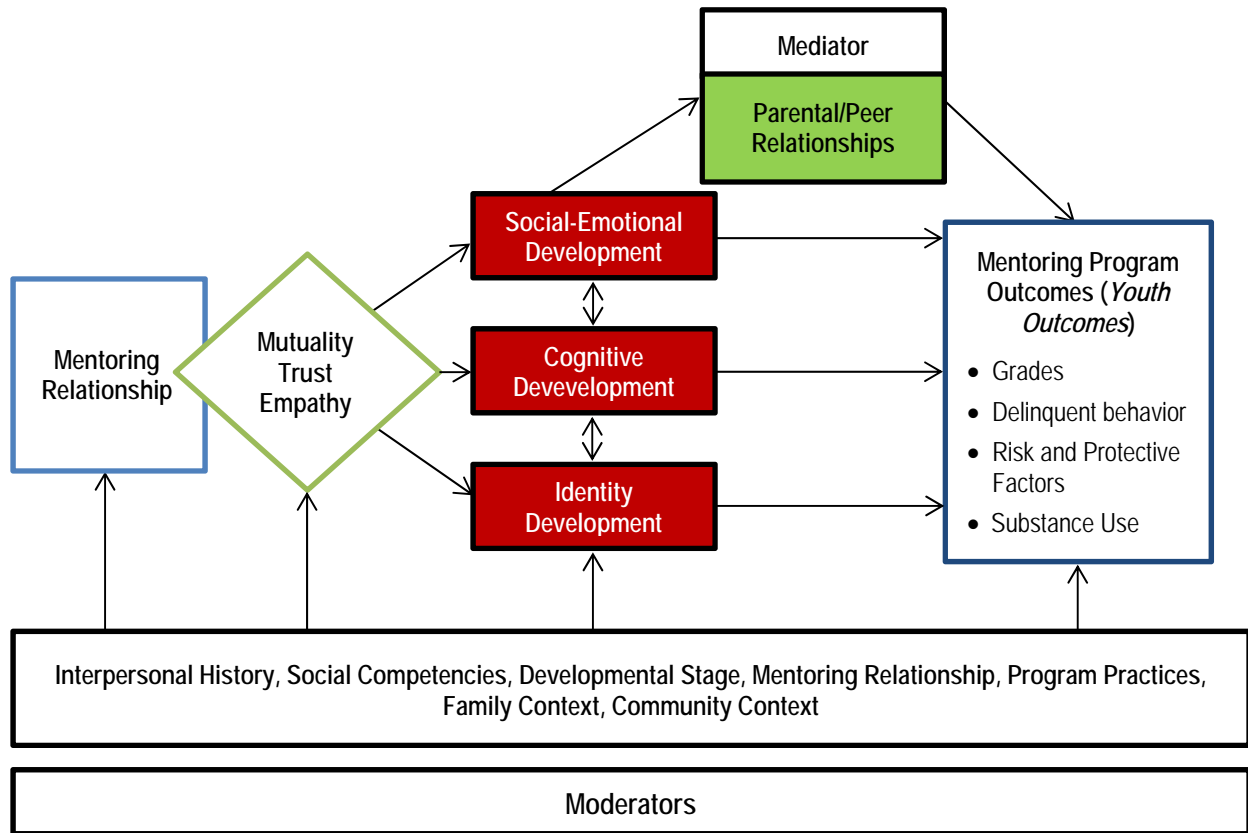 Mediator
Parental/Peer
Relationships
Social-Emotional
Development
Mentoring Program
Outcomes (Youth
Outcomes)
• Grades
• Delinquent behavior
• Risk and Protective
Factors
• Substance Use
Mentoring
Relationship
Mutuality
Trust
Empathy
Cognitive
Devevelopment
Identity
Development
Interpersonal History, Social Competencies, Developmental Stage, Mentoring Relationship, Program Practices,
Family Context, Community Context
Moderators